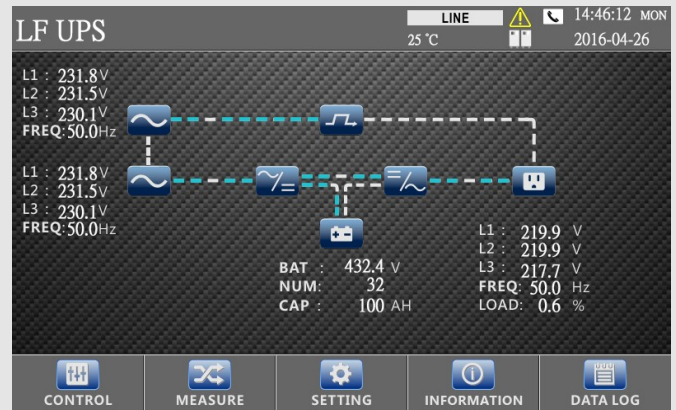 LF UPS
LINE
14:46:12 MON
25 °C
2016-04-26
L1 : 231.8V
L2 : 231.5V
L3 : 230.1V
FREQ:50.0Hz
L1 : 231.8V
L2 : 231.5V
L3 : 230.1V
FREQ:50.0Hz
BAT : 432.4 V
NUM: 32
CAP : 100 AH
L1 : 219.9 V
L2 : 219.9 V
L3 : 217.7 V
FREQ: 50.0 Hz
LOAD: 0.6 %
CONTROL
MEASURE
SETTING
INFORMATION
DATA LOG